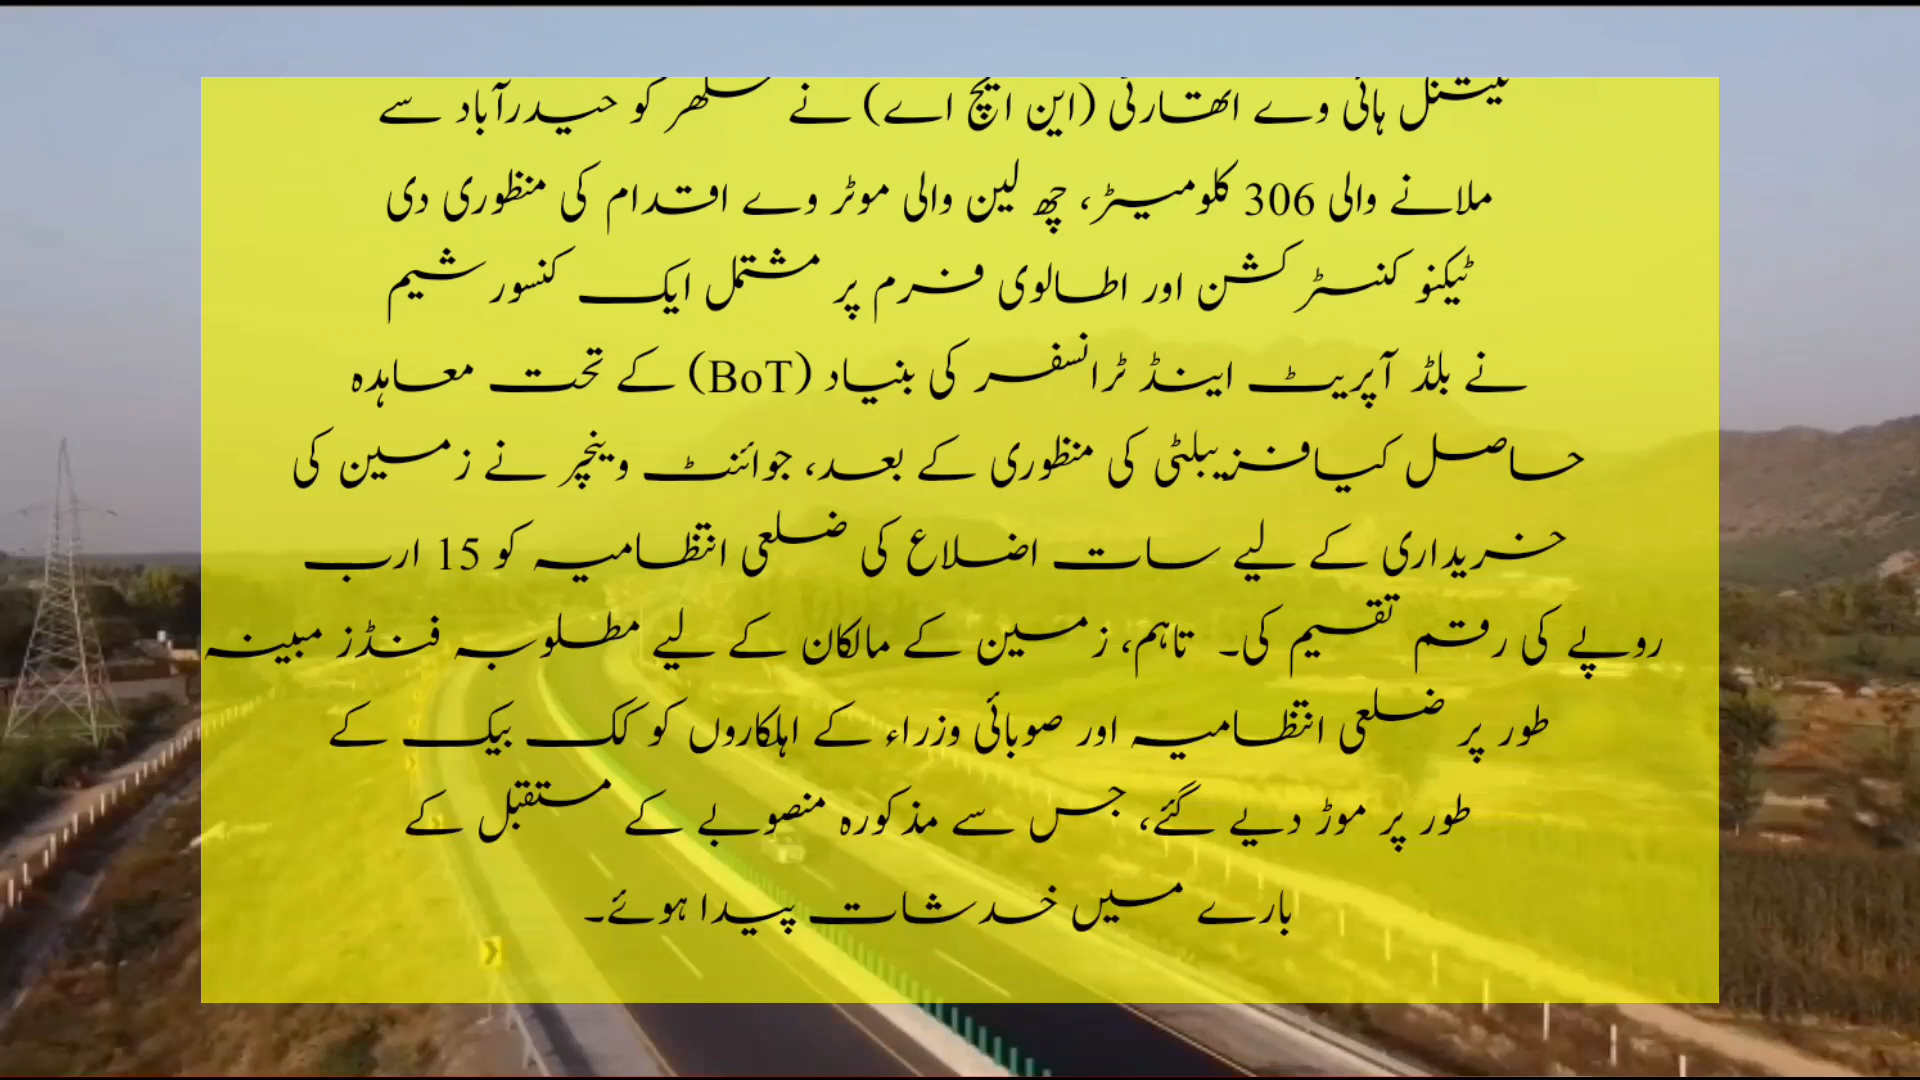 نیشنل ہائی وے اتھارٹی (این ایچ اے) نے سکھر کو حیدرآباد سے
ملانے والی 306 کلومیٹر، چھ لین والی موٹر وے اقدام کی منظوری دی
ٹیکنو کنسٹرکشن اور اطالوی فرم پر مشتمل ایک کنسورشیم
نے بلڈ آپریٹ اینڈ ٹرانسفر کی بنیاد (BoT) کے تحت معاہدہ
حاصل کیافزیبلٹی کی منظوری کے بعد، جوائنٹ وینچر نے زمین کی
خریداری کے لیے سات اضلاع کی ضلعی انتظامیہ کو 15 ارب
روپے کی رقم تقسیم کی۔ تاہم، زمین کے مالکان کے لیے مطلوبہ فنڈز مبینہ
طور پر ضلعی انتظامیہ اور صوبائی وزراء کے اہلکاروں کو کک بیک کے
طور پر موڑ دیے گئے، جس سے مذکورہ منصوبے کے مستقبل کے
بارے میں خدشات پیدا ہوئے۔